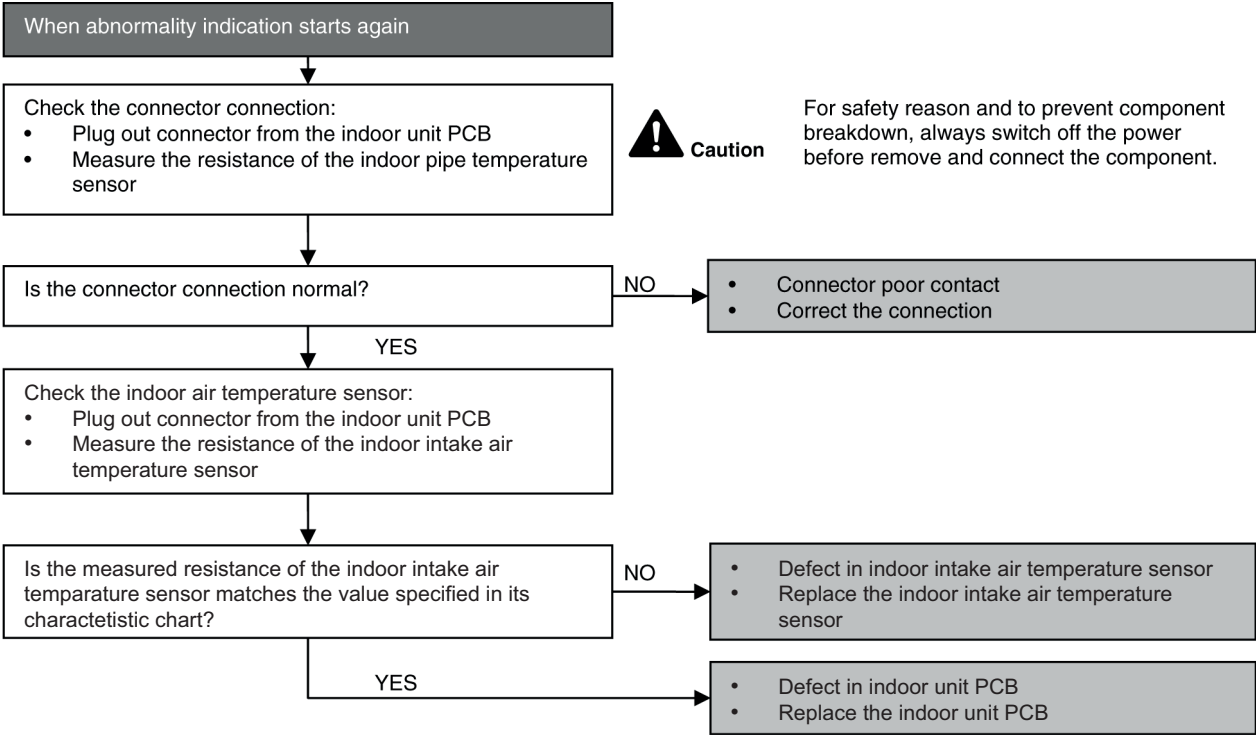 When abnormality indication starts again
Check the connector connection:
• Plug out connector from the indoor unit PCB
• Measure the resistance of the indoor pipe temperature
sensor
Caution
For safety reason and to prevent component
breakdown, always switch off the power
before remove and connect the component.
Is the connector connection normal?
NO
• Connector poor contact
• Correct the connection
YES
Check the indoor air temperature sensor:
• Plug out connector from the indoor unit PCB
• Measure the resistance of the indoor intake air
temperature sensor
Is the measured resistance of the indoor intake air
temparature sensor matches the value specified in its
charactetistic chart?
NO
• Defect in indoor intake air temperature sensor
• Replace the indoor intake air temperature
sensor
YES
• Defect in indoor unit PCB
• Replace the indoor unit PCB